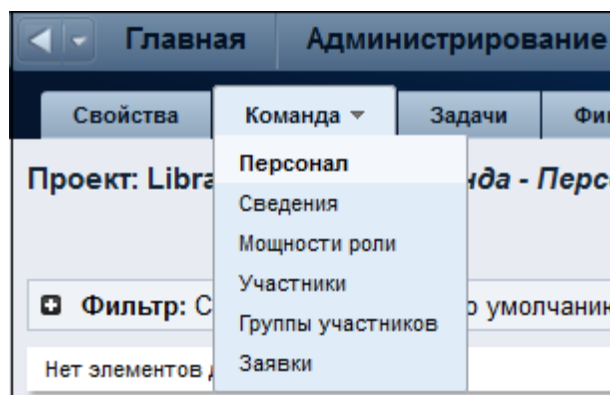 Главная Администрирование
Свойства Команда Задачи
Персонал
Проект: Libra - Перс
Сведения
Мощности роли
Участники
Фильтр: С умолчани
Группы участников
Нет элементов Заявки